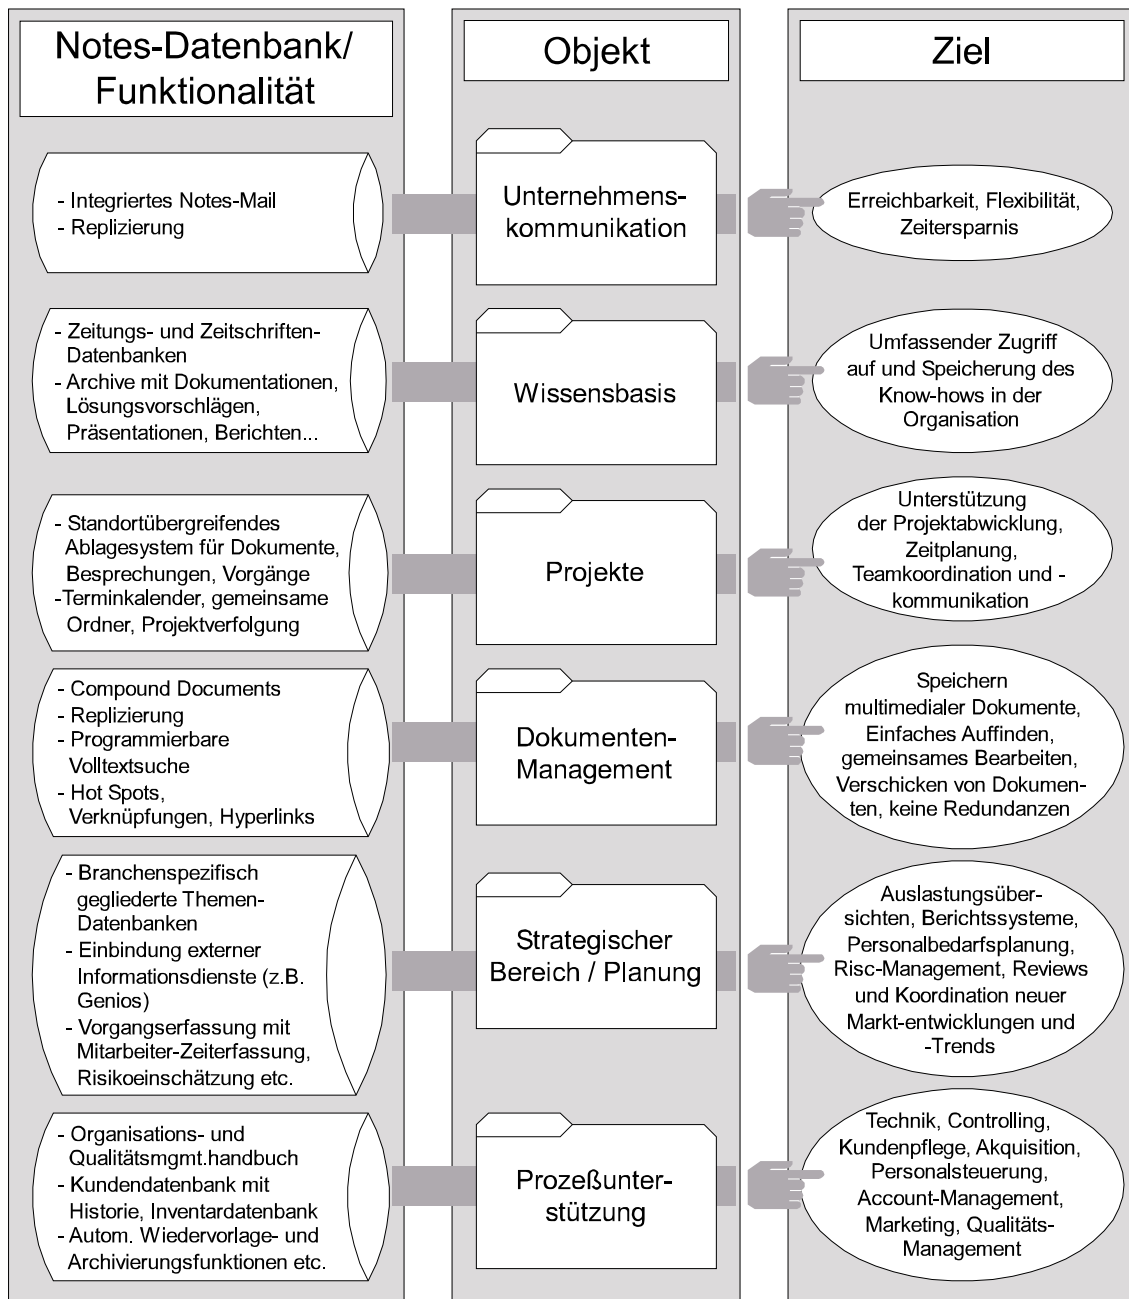 Notes-Datenbank/
Funktionalität
Objekt
Ziel
- Integriertes Notes-Mail
- Replizierung
Unternehmens-
kommunikation
Erreichbarkeit, Flexibilität,
Zeitersparnis
- Zeitungs- und Zeitschriften-
Datenbanken
- Archive mit Dokumentationen,
Lösungsvorschlägen,
Präsentationen, Berichten...
Wissensbasis
Umfassender Zugriff
auf und Speicherung des
Know-hows in der
Organisation
- Standortübergreifendes
Ablagesystem für Dokumente,
Besprechungen, Vorgänge
-Terminkalender, gemeinsame
Ordner, Projektverfolgung
Projekte
Unterstützung
der Projektabwicklung,
Zeitplanung,
Teamkoordination und -
kommunikation
- Compound Documents
- Replizierung
- Programmierbare
Volltextsuche
- Hot Spots,
Verknüpfungen, Hyperlinks
Dokumenten-
Management
Speichern
multimedialer Dokumente,
Einfaches Auffinden,
gemeinsames Bearbeiten,
Verschicken von Dokumen-
ten, keine Redundanzen
- Branchenspezifisch
gegliederte Themen-
Datenbanken
- Einbindung externer
Informationsdienste (z.B.
Genios)
- Vorgangserfassung mit
Mitarbeiter-Zeiterfassung,
Risikoeinschätzung etc.
Strategischer
Bereich / Planung
Auslastungsüber-
sichten, Berichtssysteme,
Personalbedarfsplanung,
Risc-Management, Reviews
und Koordination neuer
Markt-entwicklungen und
-Trends
- Organisations- und
Qualitätsmgmt.handbuch
- Kundendatenbank mit
Historie, Inventardatenbank
- Autom. Wiedervorlage- und
Archivierungsfunktionen etc.
Prozeßunter-
stützung
Technik, Controlling,
Kundenpflege, Akquisition,
Personalsteuerung,
Account-Management,
Marketing, Qualitäts-
Management